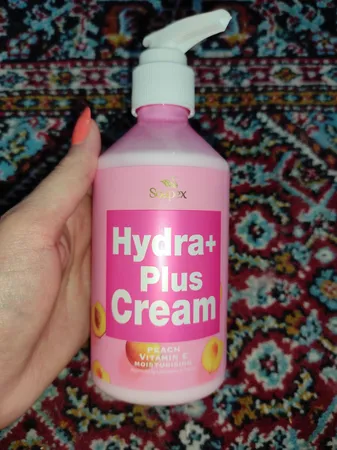 Hydra+
Plus
Cream
PEACH
VITAMIN E
MOISTURISING